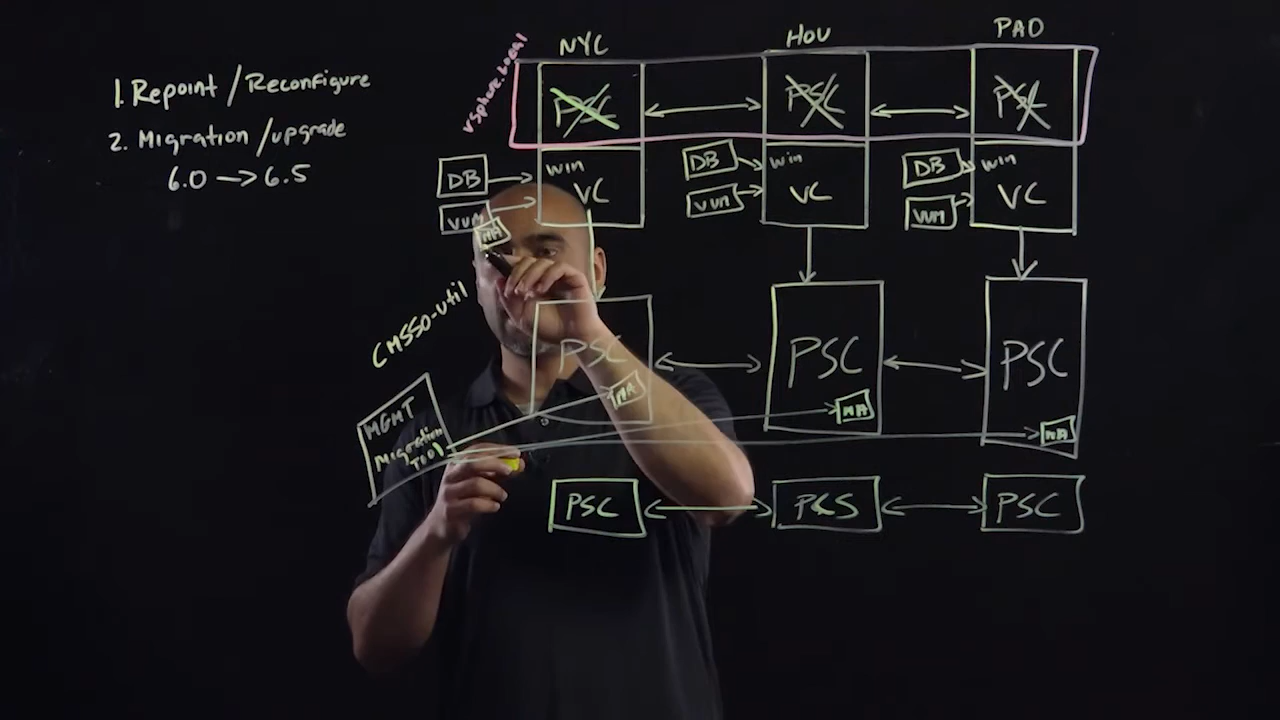 NYC
HOU
PAO
vsphere.local
PSC
PSC
PSC
1. Repoint / Reconfigure
2. Migration / upgrade
6.0 → 6.5
DB
VUM
MA
win
VC
DB
VUM
win
VC
DB
VUM
win
VC
CMSSO-util
MGMT
Migration
TOOl
PSC
MA
PSC
MA
PSC
MA
PSC
PCS
PSC